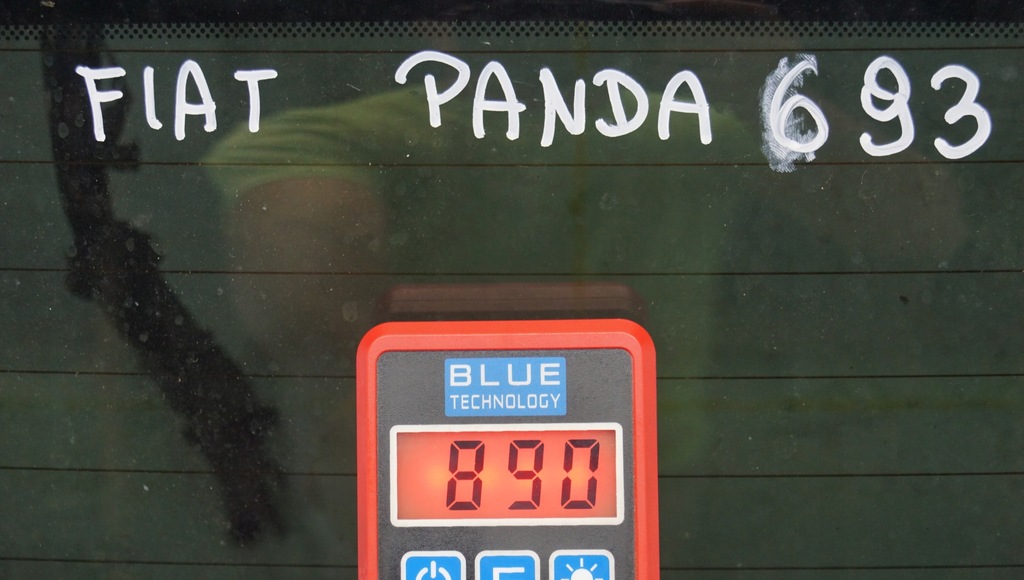 FIAT PANDA 693
BLUE
TECHNOLOGY
890
F